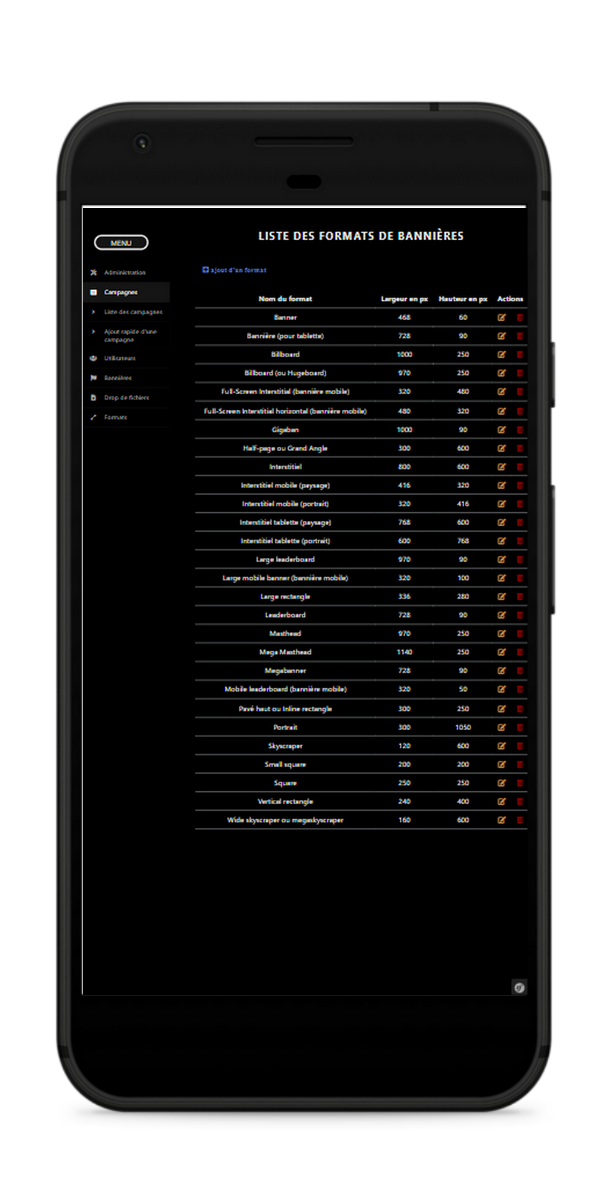 LISTE DES FORMATS DE BANNIÈRES
MENU
Administration
Campagnes
Liste des campagnes
Ajout rapide d'une
campagne
Utilisateurs
Bannières
Drop de fichiers
Formats
ajout d'un format
Nom du format Largeur en px Hauteur en px Actions
Banner 468 60
Bannière (pour tablette) 728 90
Billboard 1000 250
Billboard (ou Hugeboard) 970 250
Full-Screen Interstitial (bannière mobile) 320 480
Full-Screen Interstitial horizontal (bannière mobile) 480 320
Gigaban 1000 90
Half-page ou Grand Angle 300 600
Interstitiel 800 600
Interstitiel mobile (paysage) 416 320
Interstitiel mobile (portrait) 320 416
Interstitiel tablette (paysage) 768 600
Interstitiel tablette (portrait) 600 768
Large leaderboard 970 90
Large mobile banner (bannière mobile) 320 100
Large rectangle 336 280
Leaderboard 728 90
Masthead 970 250
Mega Masthead 1140 250
Megabanner 728 90
Mobile leaderboard (bannière mobile) 320 50
Pavé haut ou Inline rectangle 300 250
Portrait 300 1050
Skyscraper 120 600
Small square 200 200
Square 250 250
Vertical rectangle 240 400
Wide skyscraper ou megaskyscraper 160 600